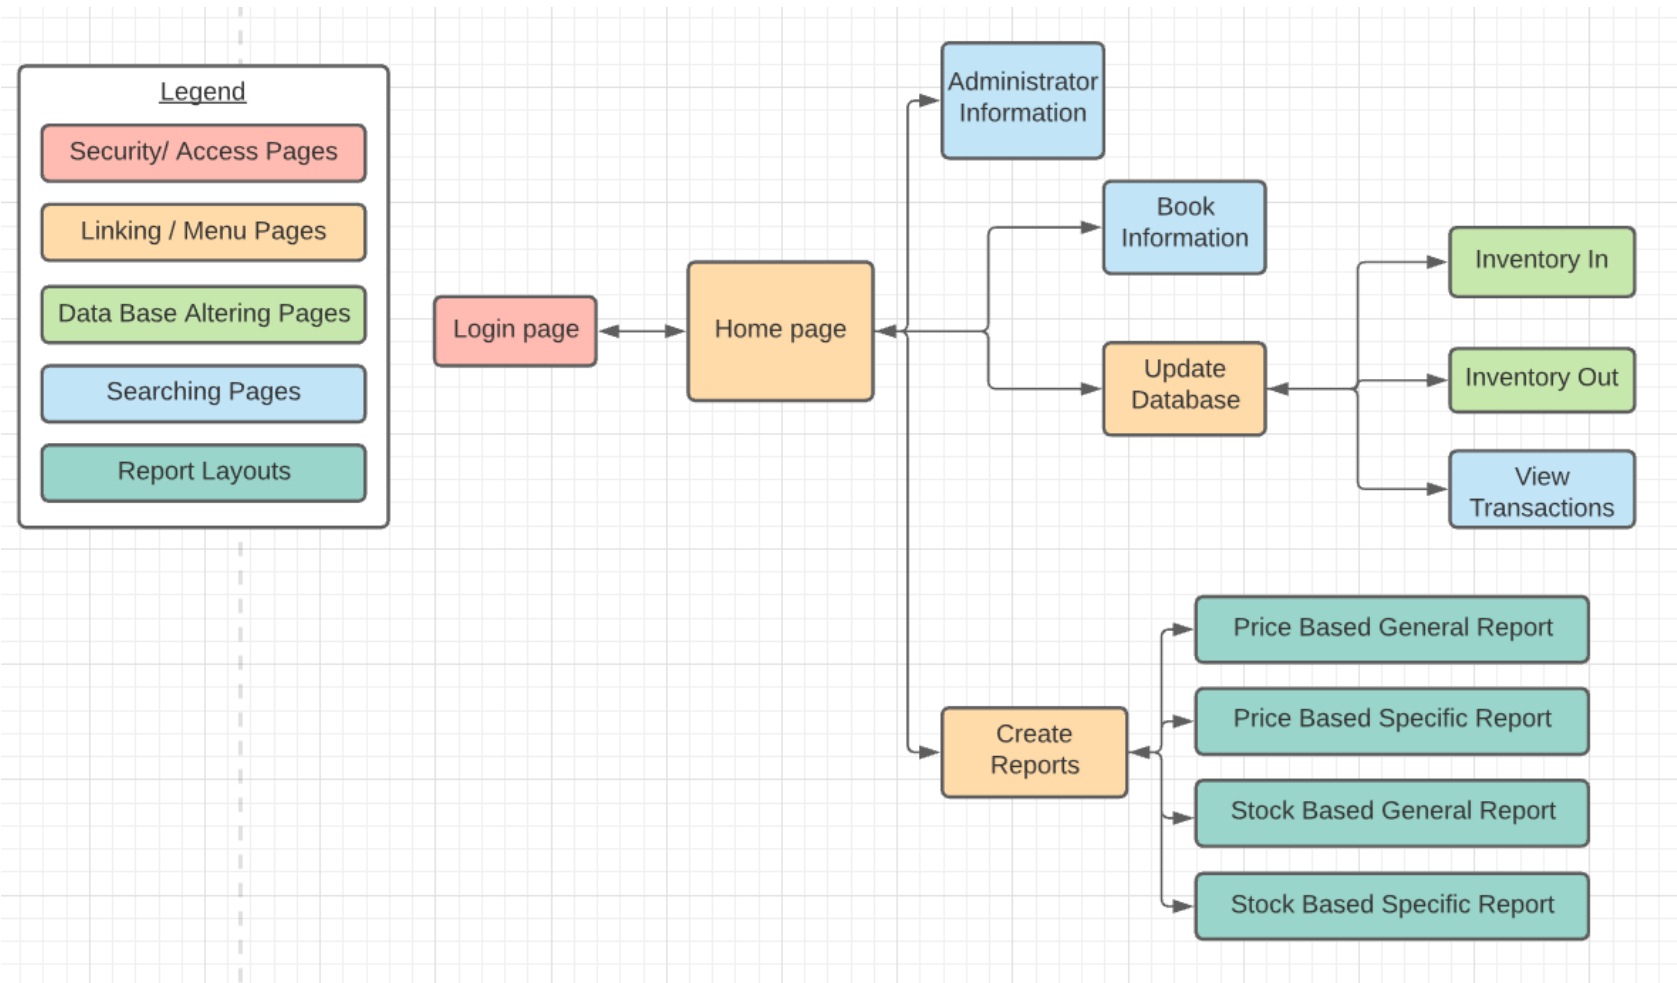 Legend
Security/ Access Pages
Linking / Menu Pages
Data Base Altering Pages
Searching Pages
Report Layouts
Login page
Home page
Administrator
Information
Book
Information
Update
Database
Inventory In
Inventory Out
View
Transactions
Create
Reports
Price Based General Report
Price Based Specific Report
Stock Based General Report
Stock Based Specific Report